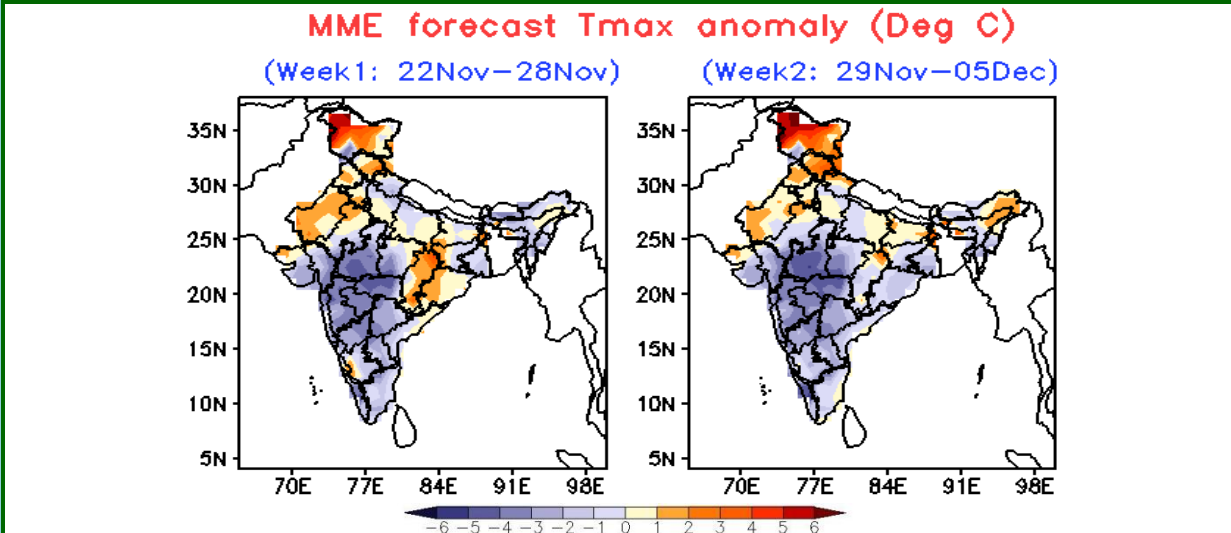 MME forecast Tmax anomaly (Deg C)
(Week1: 22Nov−28Nov)
(Week2: 29Nov−05Dec)
35N
30N
25N
20N
15N
10N
5N
70E 77E 84E 91E 98E
35N
30N
25N
20N
15N
10N
5N
70E 77E 84E 91E 98E
−6 −5 −4 −3 −2 −1 0 1 2 3 4 5 6